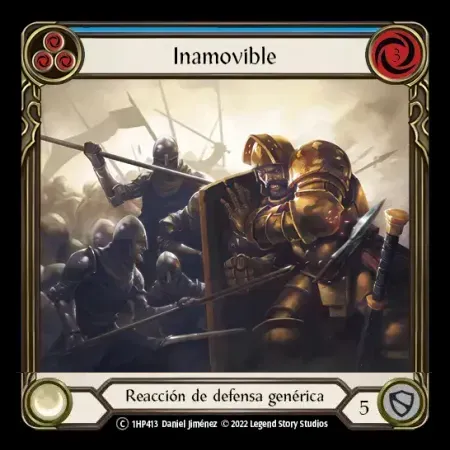 3
Inamovible
Reacción de defensa genérica
5
C 1HP413 Daniel Jiménez © 2022 Legend Story Studios